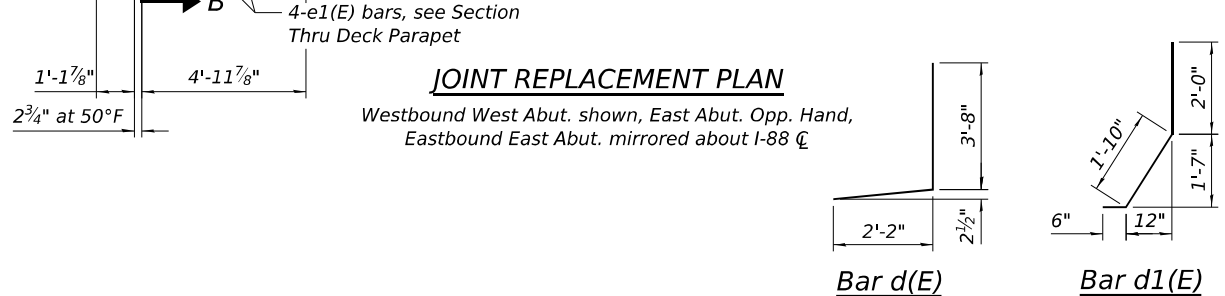 B
4-e1(E) bars, see Section
Thru Deck Parapet
1'-1⅞"
4'-11⅞"
2¾" at 50°F
JOINT REPLACEMENT PLAN
Westbound West Abut. shown, East Abut. Opp. Hand,
Eastbound East Abut. mirrored about I-88 ℄
3'-8"
2'-2"
2½"
Bar d(E)
2'-0"
1'-10"
1'-7"
6"
12"
Bar d1(E)